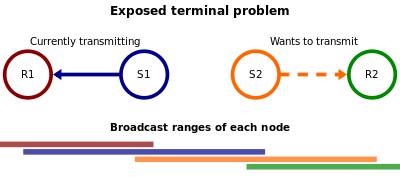 Exposed terminal problem
Currently transmitting
Wants to transmit
R1
S1
S2
R2
Broadcast ranges of each node